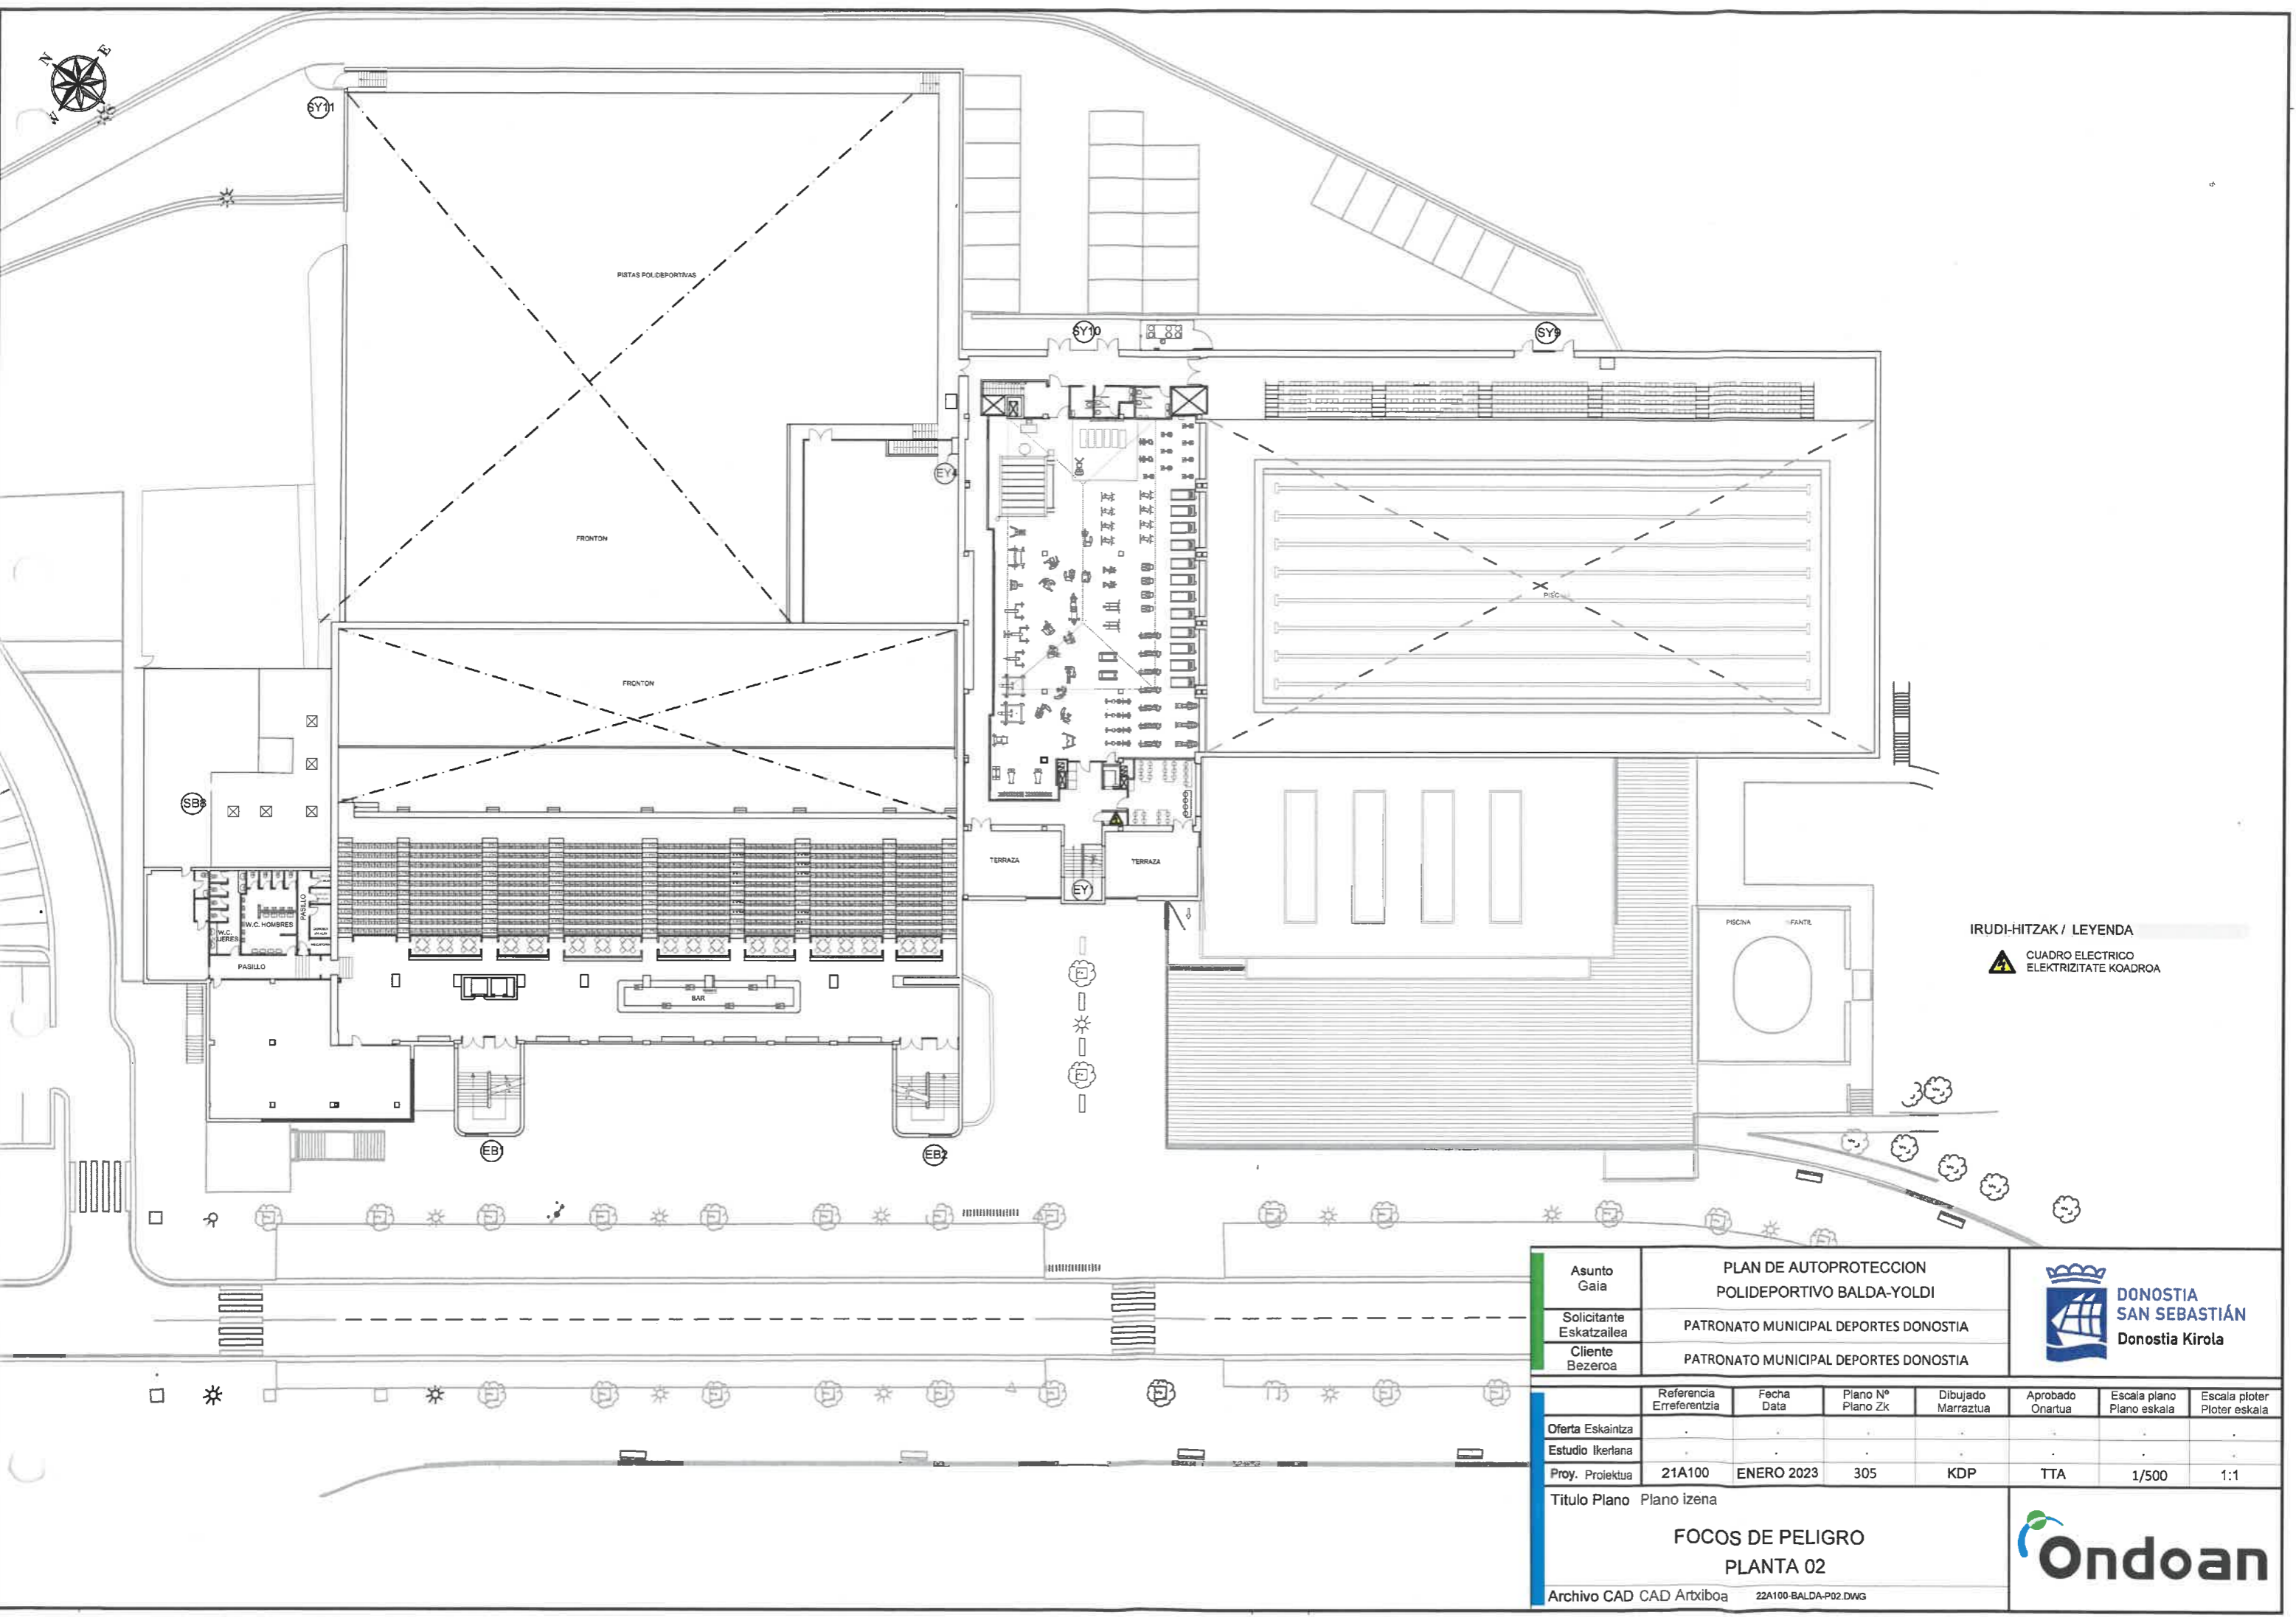 N
E
W
SY11
PISTAS POLIDEPORTIVAS
SY10
SY9
EY4
FRONTON
PISC
FRONTON
SB8
TERRAZA
TERRAZA
EY1
PASILLO
W.C. HOMBRES
W.C.
JERES
PASILLO
BAR
PISCINA
FANTIL
IRUDI-HITZAK / LEYENDA
CUADRO ELECTRICO
ELEKTRIZITATE KOADROA
EB1
EB2
Asunto
Gaia
PLAN DE AUTOPROTECCION
POLIDEPORTIVO BALDA-YOLDI
Solicitante
Eskatzailea
PATRONATO MUNICIPAL DEPORTES DONOSTIA
Cliente
Bezeroa
PATRONATO MUNICIPAL DEPORTES DONOSTIA
DONOSTIA
SAN SEBASTIÁN
Donostia Kirola
Referencia
Erreferentzia
Fecha
Data
Plano Nº
Plano Zk
Dibujado
Marraztua
Aprobado
Onartua
Escala plano
Plano eskala
Escala ploter
Ploter eskala
Oferta Eskaintza . . . . . . .
Estudio Ikerlana . . . . . . .
Proy. Proiektua 21A100 ENERO 2023 305 KDP TTA 1/500 1:1
Titulo Plano Plano izena
FOCOS DE PELIGRO
PLANTA 02
Archivo CAD CAD Artxiboa 22A100-BALDA-P02.DWG
Ondoan